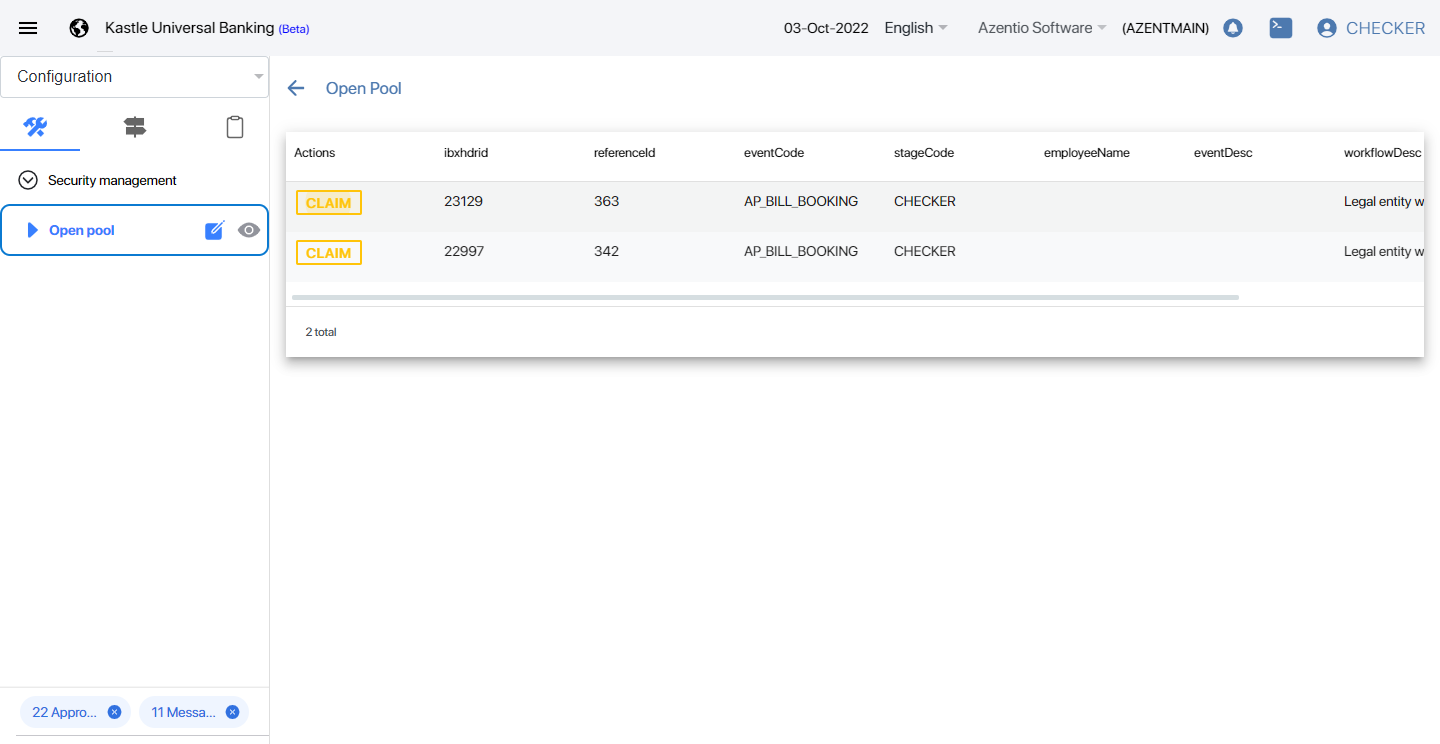 Kastle Universal Banking (Beta) 03-Oct-2022 English Azentio Software (AZENTMAIN) CHECKER
Configuration
Open Pool
Security management
Open pool
Actions ibxhdrid referenceId eventCode stageCode employeeName eventDesc workflowDesc
CLAIM 23129 363 AP_BILL_BOOKING CHECKER Legal entity w
CLAIM 22997 342 AP_BILL_BOOKING CHECKER Legal entity w
2 total
22 Appro... 11 Messa...